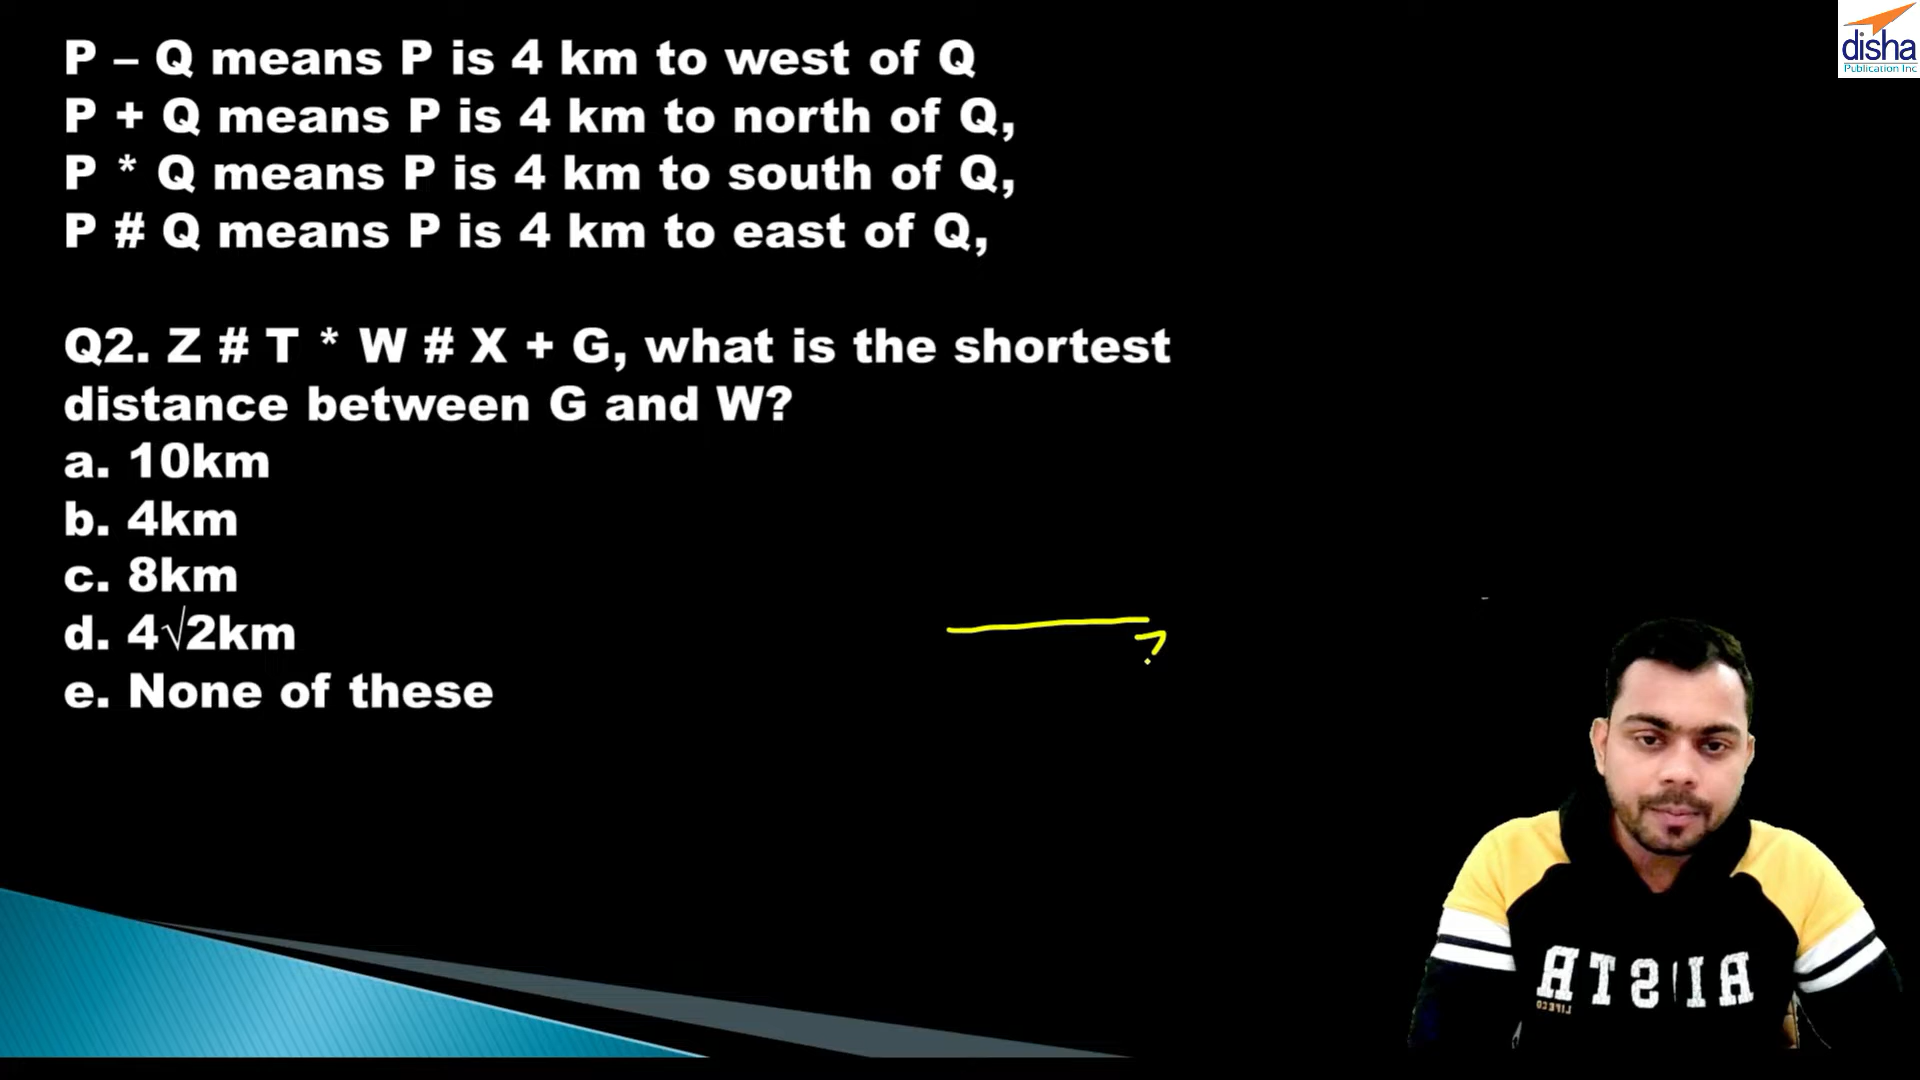 P – Q means P is 4 km to west of Q
P + Q means P is 4 km to north of Q,
P * Q means P is 4 km to south of Q,
P # Q means P is 4 km to east of Q,
Q2. Z # T * W # X + G, what is the shortest
distance between G and W?
a. 10km
b. 4km
c. 8km
d. 4√2km
e. None of these
disha
Publication Inc
?